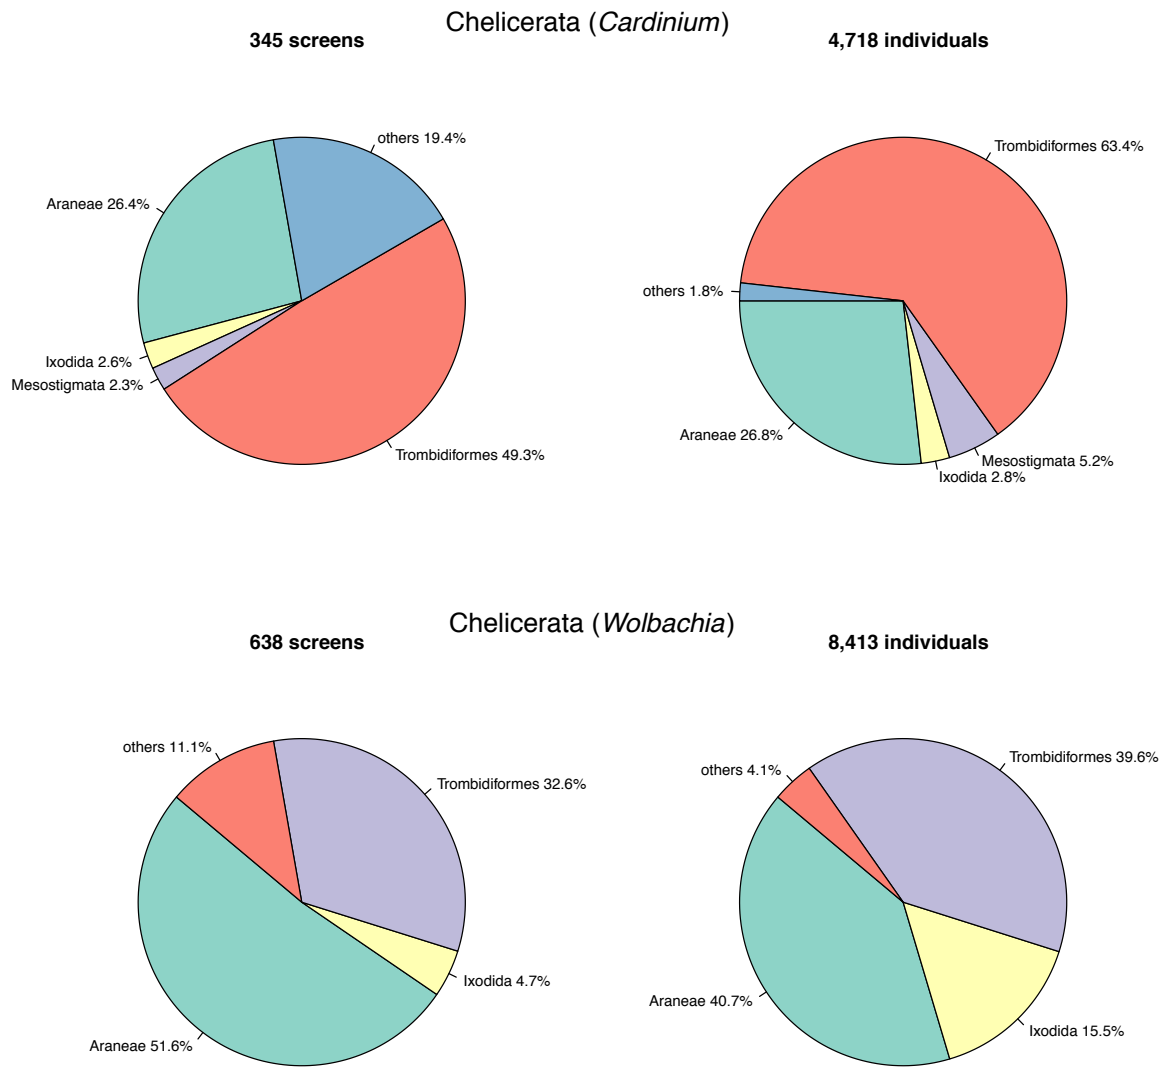 Chelicerata (Cardinium)
345 screens
4,718 individuals
others 19.4%
Araneae 26.4%
Ixodida 2.6%
Mesostigmata 2.3%
Trombidiformes 49.3%
Trombidiformes 63.4%
others 1.8%
Araneae 26.8%
Mesostigmata 5.2%
Ixodida 2.8%
Chelicerata (Wolbachia)
638 screens
8,413 individuals
others 11.1%
Trombidiformes 32.6%
Ixodida 4.7%
Araneae 51.6%
Trombidiformes 39.6%
others 4.1%
Araneae 40.7%
Ixodida 15.5%